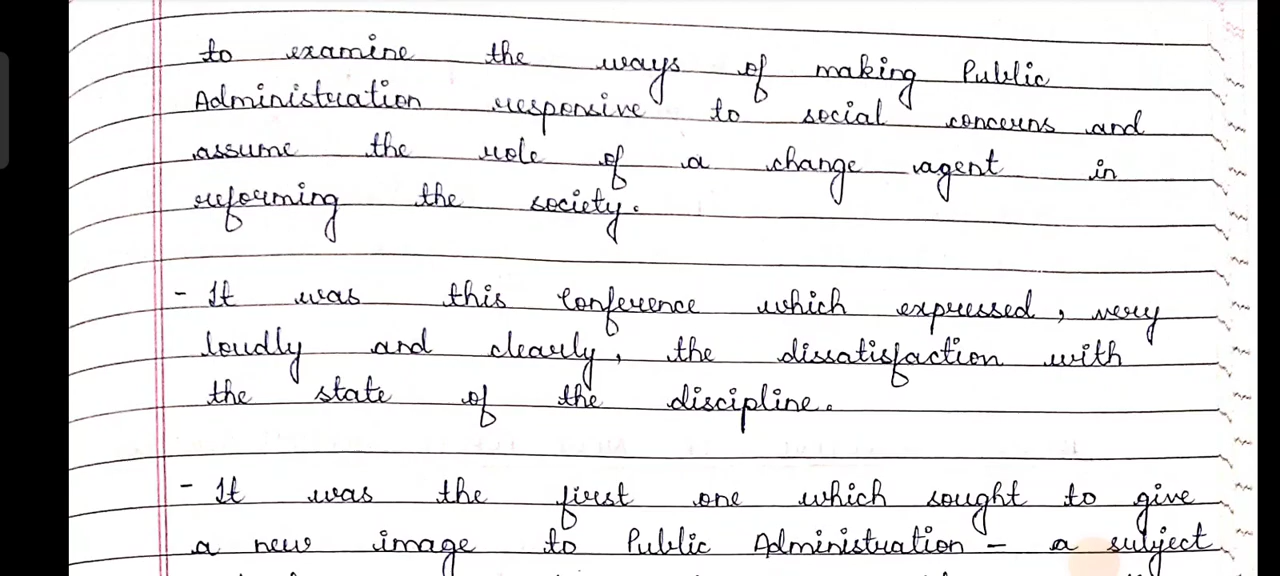 to examine the ways of making Public
Administration responsive to social concerns and
assume the role of a change agent in
reforming the society.
- It was this Conference which expressed, very
loudly and clearly, the dissatisfaction with
the state of the discipline.
- It was the first one which sought to give
a new image to Public Administration - a subject